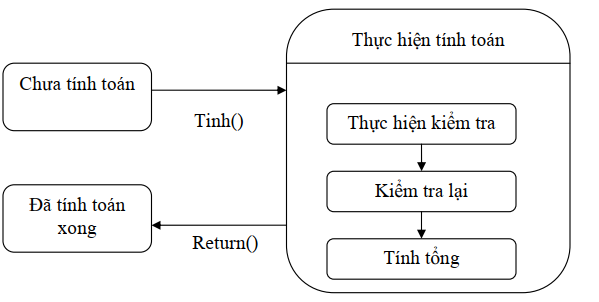 Thực hiện tính toán
Chưa tính toán
Tinh()
Thực hiện kiểm tra
Kiểm tra lại
Đã tính toán
xong
Return()
Tính tổng